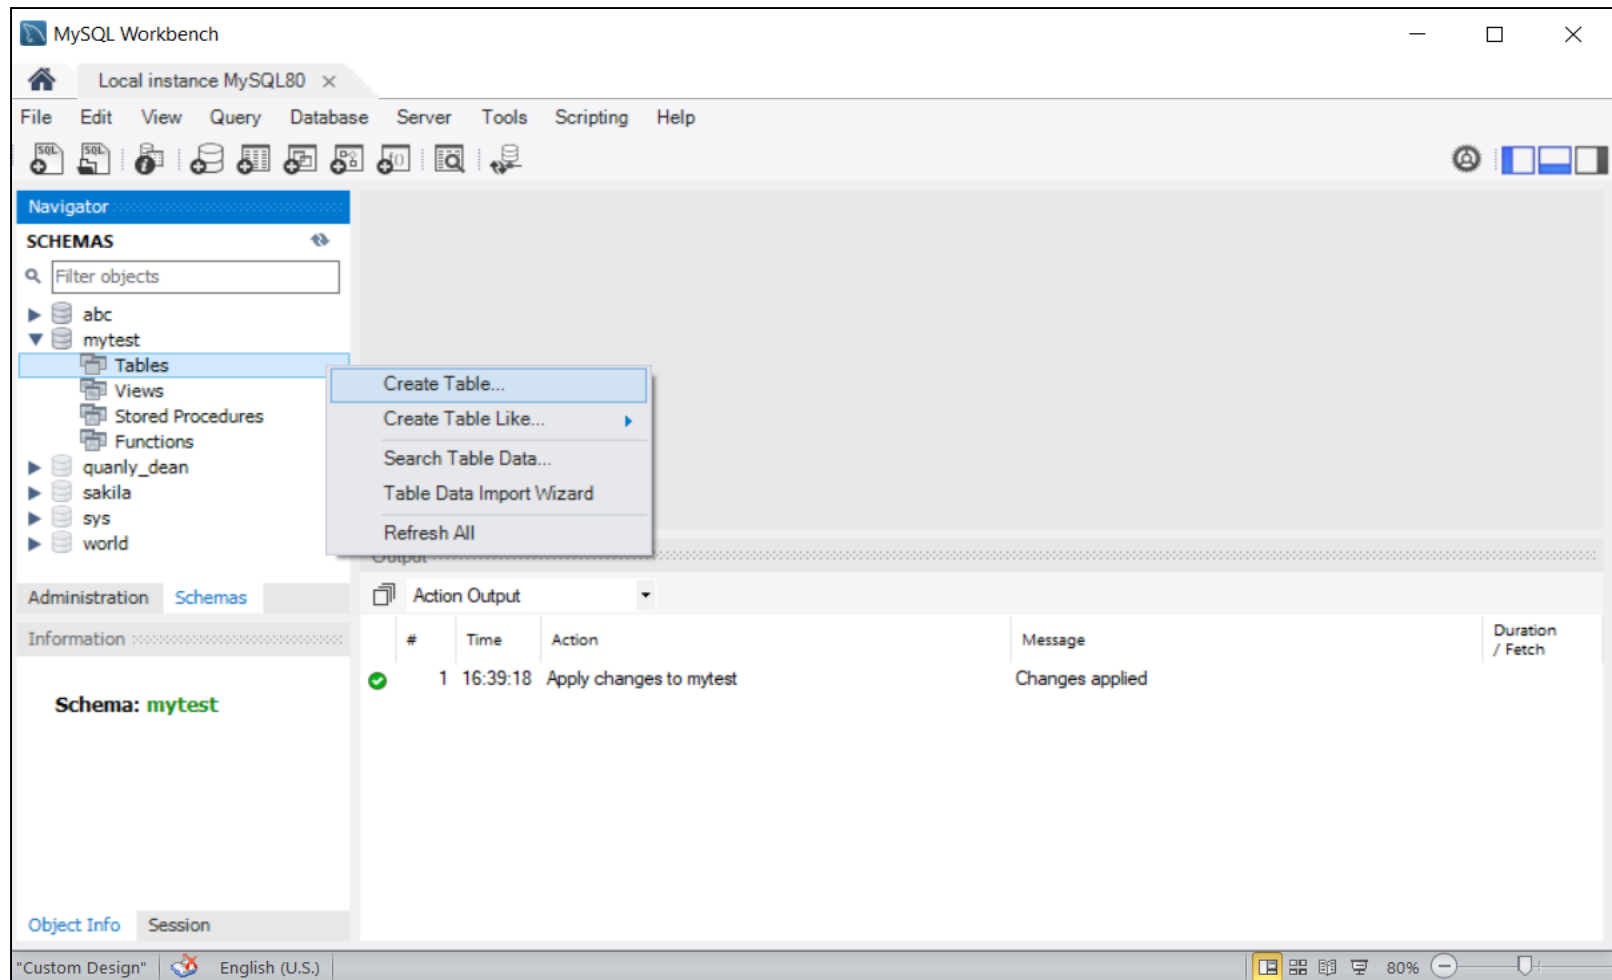 MySQL Workbench
Local instance MySQL80
File Edit View Query Database Server Tools Scripting Help
SQL SQL
Navigator
SCHEMAS
Filter objects
abc
mytest
Tables
Views
Stored Procedures
Functions
quanly_dean
sakila
sys
world
Create Table...
Create Table Like...
Search Table Data...
Table Data Import Wizard
Refresh All
Output
Administration Schemas
Action Output
Information
# Time Action Message Duration / Fetch
1 16:39:18 Apply changes to mytest Changes applied
Schema: mytest
Object Info Session
"Custom Design" English (U.S.) 80%